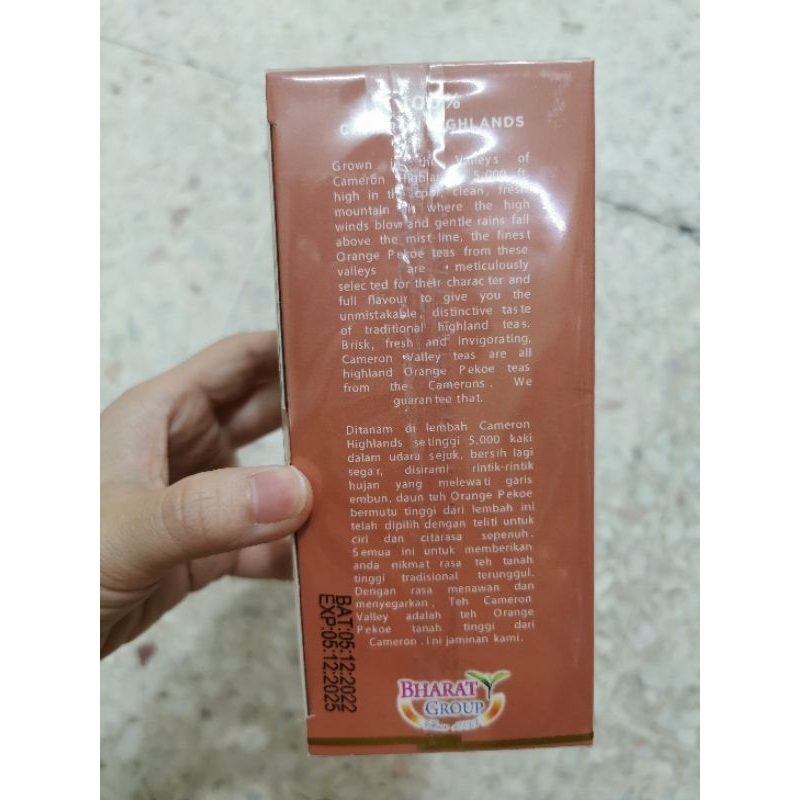 100%
HIGHLANDS
Grown in the Valleys of
Cameron Highlands 5,000 ft.
high in the cool, clean, fresh
mountain where the high
winds blow and gentle rains fall
above the mist-line, the finest
Orange Pekoe teas from these
valleys are meticulously
selected for their character and
full flavour to give you the
unmistakable, distinctive taste
of traditional highland teas.
Brisk, fresh and invigorating,
Cameron Valley teas are all
highland Orange Pekoe teas
from the Camerons. We
guarantee that.
Ditanam di lembah Cameron
Highlands setinggi 5.000 kaki
dalam udara sejuk, bersih lagi
segar, disirami rintik-rintik
hujan yang melewati garis
embun, daun teh Orange Pekoe
bermutu tinggi dari lembah ini
telah dipilih dengan teliti untuk
ciri dan citarasa sepenuh.
Semua ini untuk memberikan
anda nikmat rasa teh tanah
tinggi tradisional terunggul.
Dengan rasa menawan dan
menyegarkan, Teh Cameron
Valley adalah teh Orange
Pekoe tanah tinggi dari
Cameron. Ini jaminan kami.
BAT:05:12:2022
EXP:05:12:2025
BHARAT
GROUP